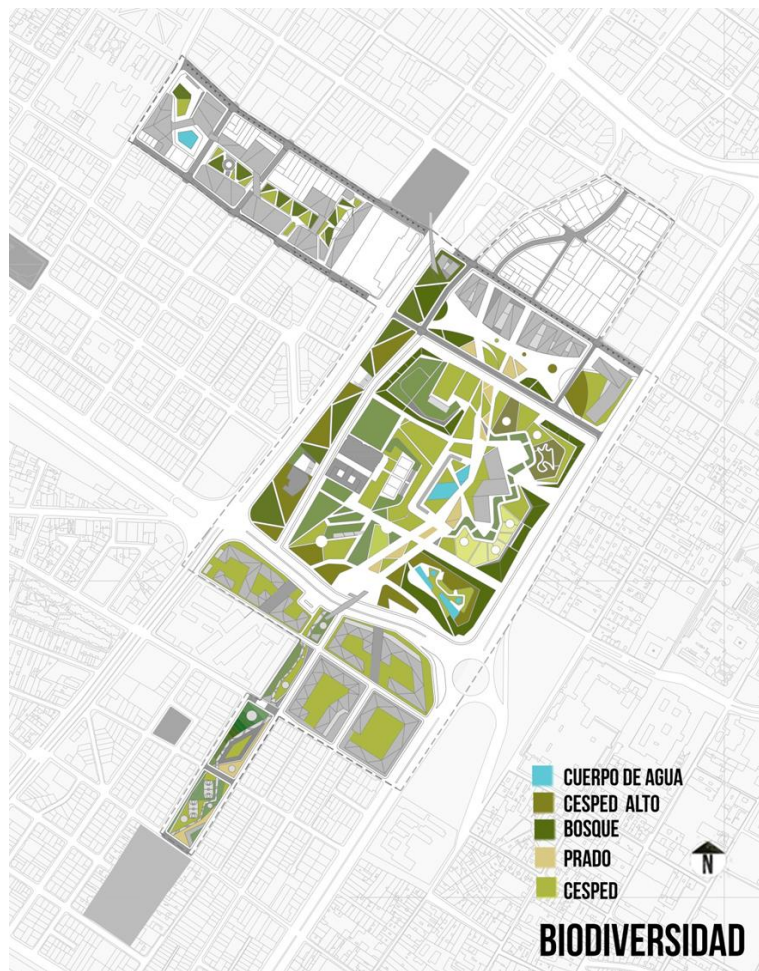 CUERPO DE AGUA
CESPED ALTO
BOSQUE
PRADO
CESPED
N
BIODIVERSIDAD